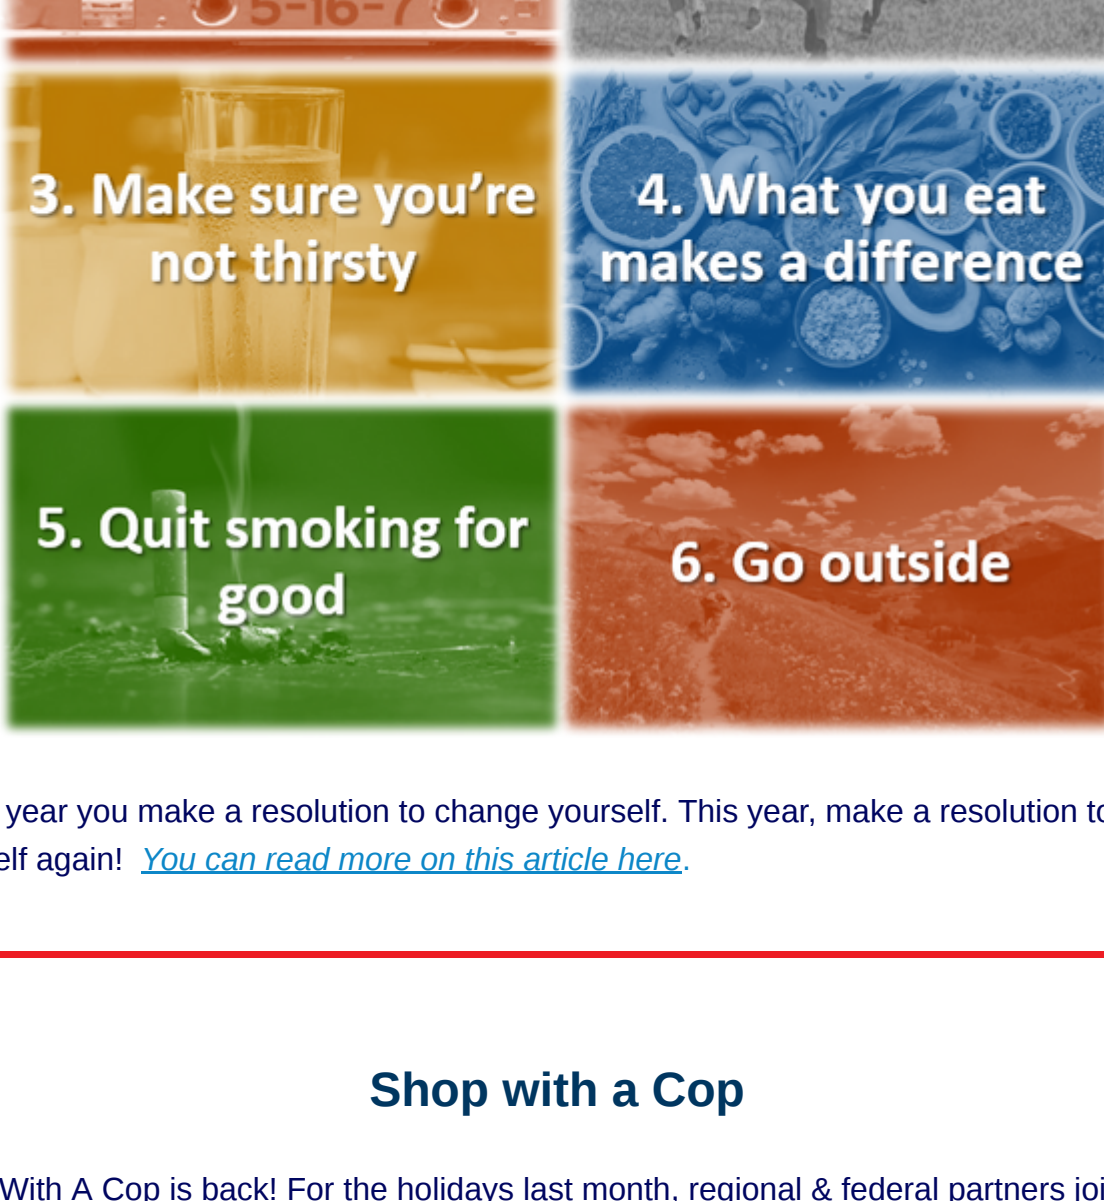 5-16-7
3. Make sure you’re
not thirsty
4. What you eat
makes a difference
5. Quit smoking for
good
6. Go outside
year you make a resolution to change yourself. This year, make a resolution to
elf again! You can read more on this article here.
Shop with a Cop
With A Cop is back! For the holidays last month, regional & federal partners joi